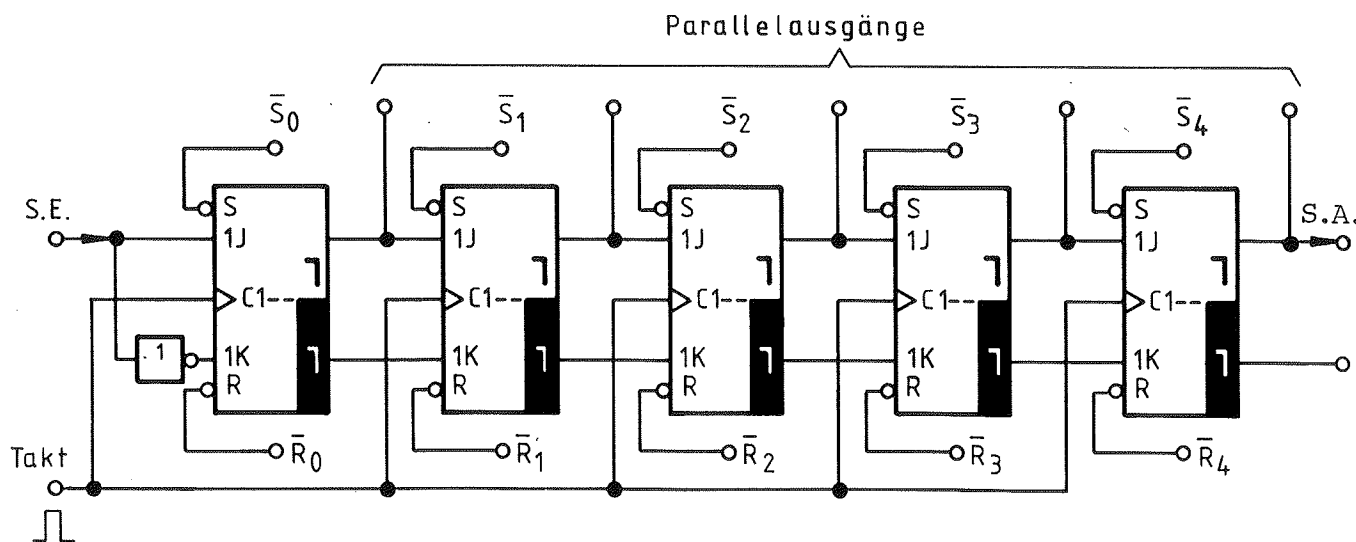 Parallelausgänge
S̅0 S̅1 S̅2 S̅3 S̅4
S S S S S
S.E. 1J 1J 1J 1J 1J S.A.
C1 C1 C1 C1 C1
1 1K 1K 1K 1K 1K
R R R R R
Takt R̅0 R̅1 R̅2 R̅3 R̅4